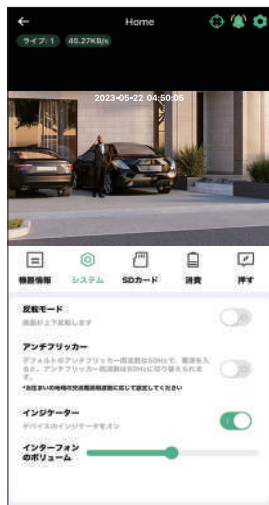 Home
ライブ: 1 45.27KB/s
2023-05-22 04:50:05
機器情報 システム SDカード 消費 押す
反転モード
画面が上下反転します
アンチフリッカー
デフォルトのアンチフリッカー周波数は50Hzで、電源を入
ると、アンチフリッカー周波数は60Hzに切り替えられま
す。
*お住まいの地域の交流電源周波数に応じて設定してください
インジケーター
デバイスのインジケータをオン
インターフォン
のボリューム